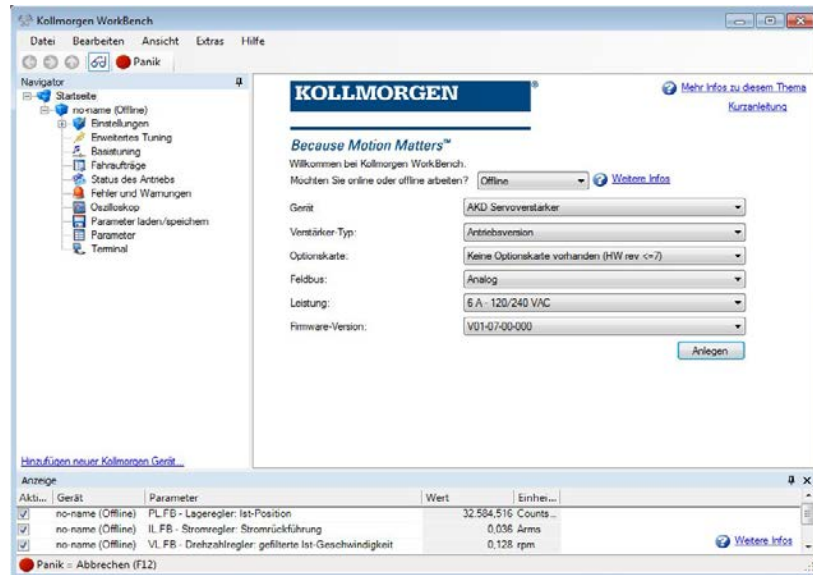 Kollmorgen WorkBench
Datei Bearbeiten Ansicht Extras Hilfe
Panik
Navigator
Startseite
no-name (Offline)
Einstellungen
Erweitertes Tuning
Basistuning
Fahraufträge
Status des Antriebs
Fehler und Warnungen
Oszilloskop
Parameter laden/speichern
Parameter
Terminal
Hinzufügen neuer Kollmorgen Gerät...
KOLLMORGEN®
Mehr Infos zu diesem Thema
Kurzanleitung
Because Motion Matters™
Willkommen bei Kollmorgen WorkBench.
Möchten Sie online oder offline arbeiten? Offline Weitere Infos
Gerät AKD Servoverstärker
Verstärker-Typ: Antriebsversion
Optionskarte: Keine Optionskarte vorhanden (HW rev <=7)
Feldbus: Analog
Leistung: 6 A - 120/240 VAC
Firmware-Version: V01-07-00-000
Anlegen
Anzeige
Akti... Gerät Parameter Wert Einhei...
no-name (Offline) PL.FB - Lageregler: Ist-Position 32.584,516 Counts...
no-name (Offline) IL.FB - Stromregler: Stromrückführung 0,036 Arms
no-name (Offline) VL.FB - Drehzahlregler: gefilterte Ist-Geschwindigkeit 0,128 rpm
Weitere Infos
Panik = Abbrechen (F12)